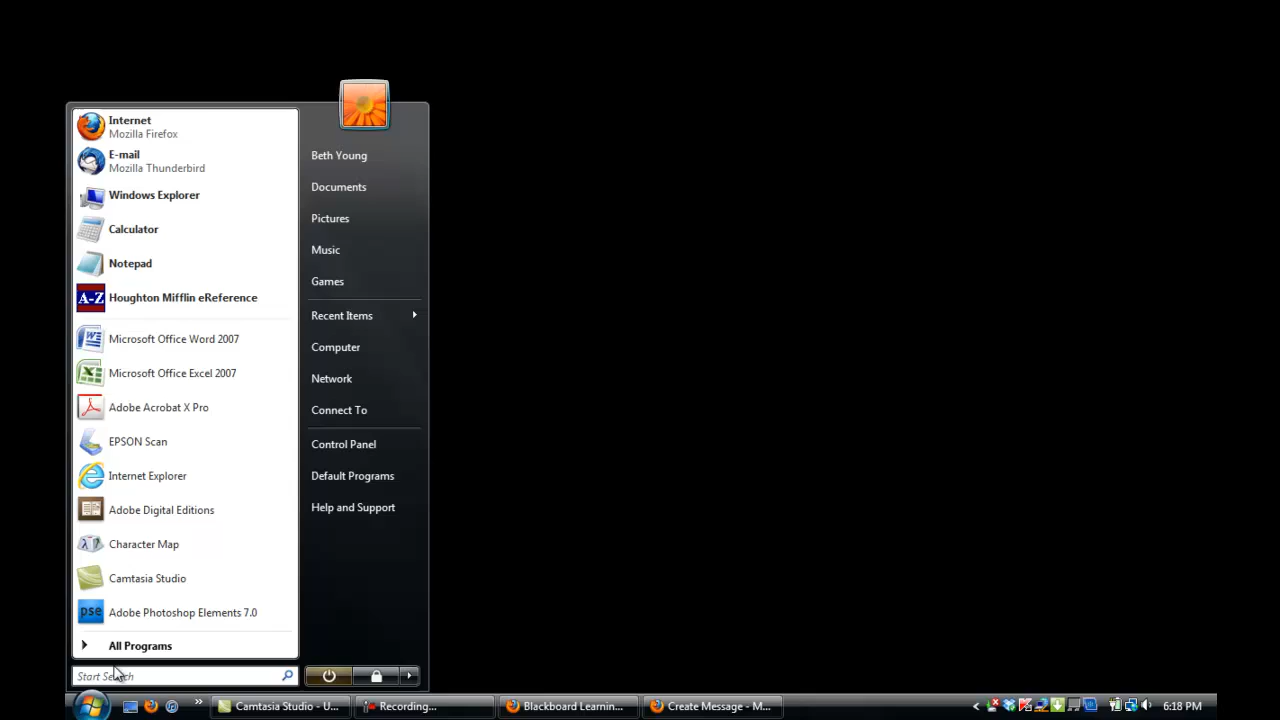 Internet
Mozilla Firefox
E-mail
Mozilla Thunderbird
Windows Explorer
Calculator
Notepad
A-Z Houghton Mifflin eReference
Microsoft Office Word 2007
Microsoft Office Excel 2007
Adobe Acrobat X Pro
EPSON Scan
Internet Explorer
Adobe Digital Editions
Character Map
Camtasia Studio
pse Adobe Photoshop Elements 7.0
All Programs
Start Search
Beth Young
Documents
Pictures
Music
Games
Recent Items
Computer
Network
Connect To
Control Panel
Default Programs
Help and Support
Camtasia Studio - U...
Recording...
Blackboard Learnin...
Create Message - M...
6:18 PM